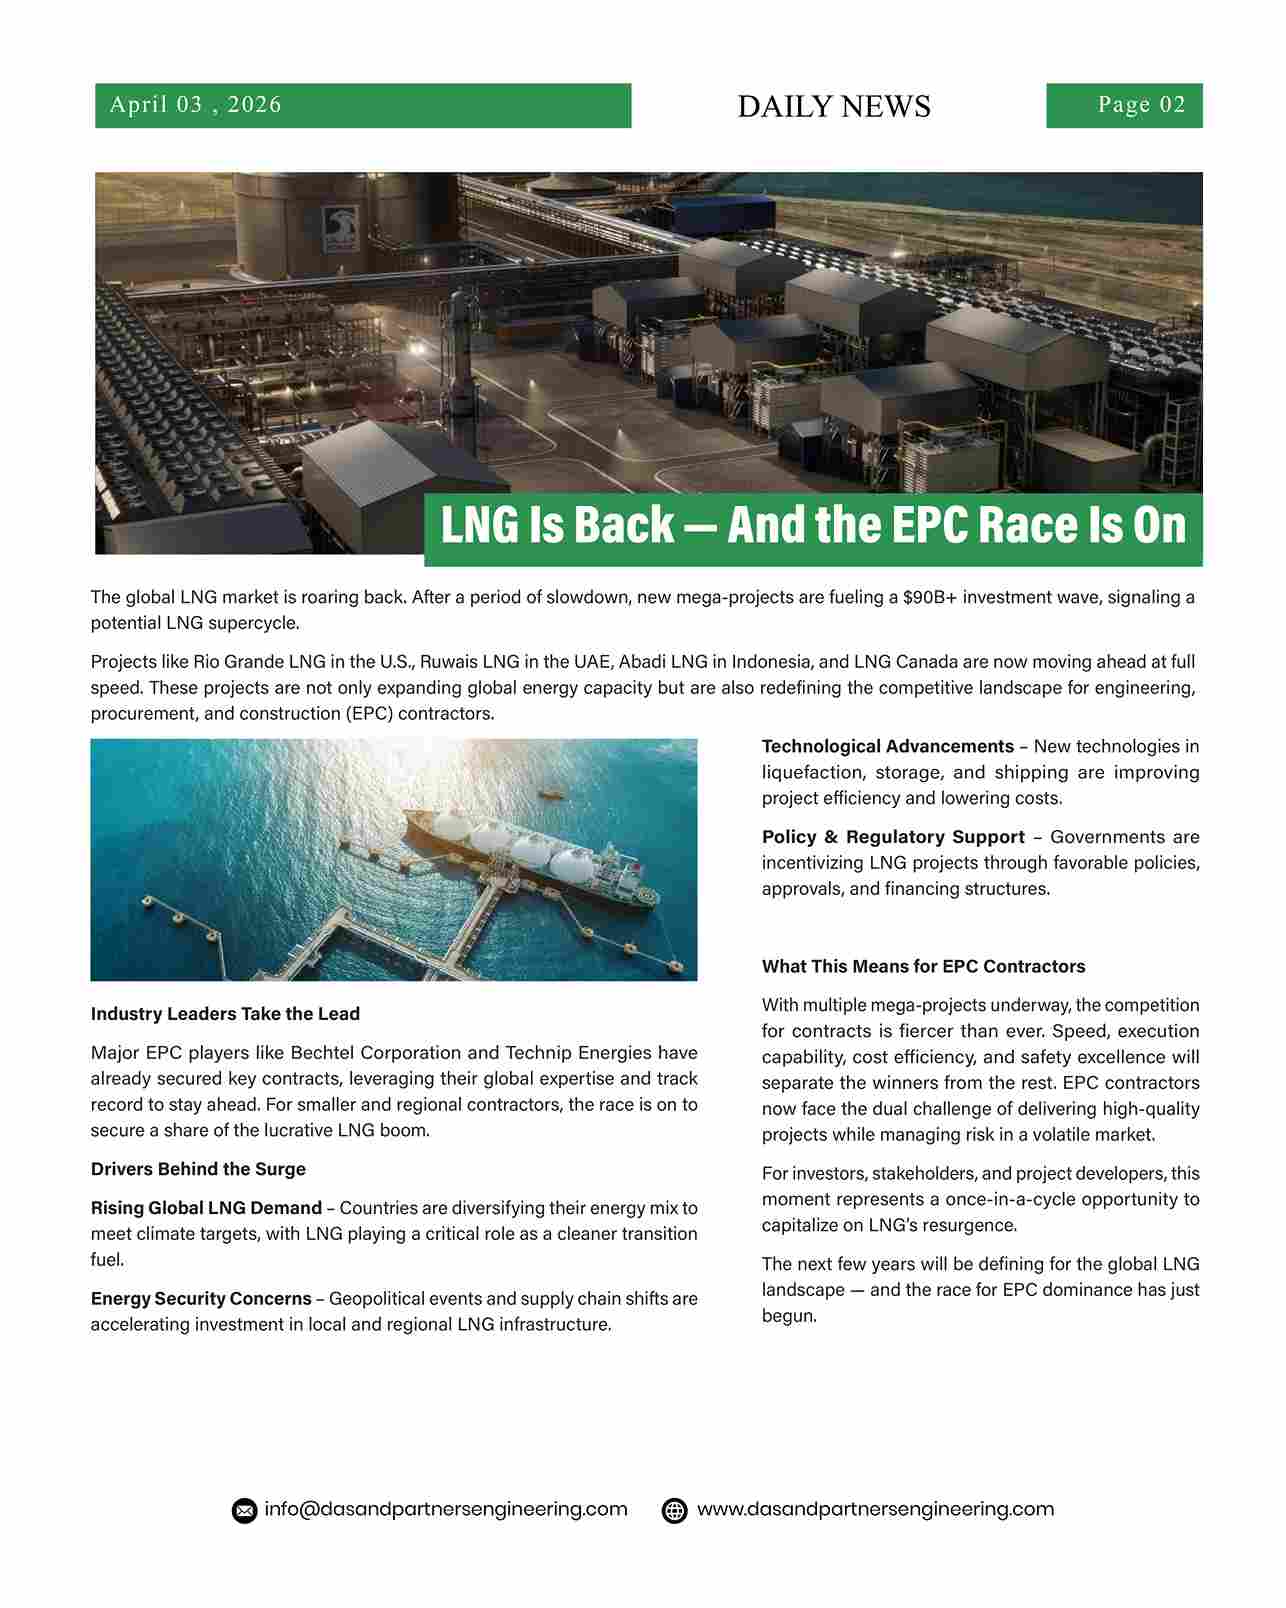 April 03 , 2026
DAILY NEWS
Page 02
LNG Is Back — And the EPC Race Is On
The global LNG market is roaring back. After a period of slowdown, new mega-projects are fueling a $90B+ investment wave, signaling a
potential LNG supercycle.
Projects like Rio Grande LNG in the U.S., Ruwais LNG in the UAE, Abadi LNG in Indonesia, and LNG Canada are now moving ahead at full
speed. These projects are not only expanding global energy capacity but are also redefining the competitive landscape for engineering,
procurement, and construction (EPC) contractors.
Industry Leaders Take the Lead
Major EPC players like Bechtel Corporation and Technip Energies have
already secured key contracts, leveraging their global expertise and track
record to stay ahead. For smaller and regional contractors, the race is on to
secure a share of the lucrative LNG boom.
Drivers Behind the Surge
Rising Global LNG Demand – Countries are diversifying their energy mix to
meet climate targets, with LNG playing a critical role as a cleaner transition
fuel.
Energy Security Concerns – Geopolitical events and supply chain shifts are
accelerating investment in local and regional LNG infrastructure.
Technological Advancements – New technologies in
liquefaction, storage, and shipping are improving
project efficiency and lowering costs.
Policy & Regulatory Support – Governments are
incentivizing LNG projects through favorable policies,
approvals, and financing structures.
What This Means for EPC Contractors
With multiple mega-projects underway, the competition
for contracts is fiercer than ever. Speed, execution
capability, cost efficiency, and safety excellence will
separate the winners from the rest. EPC contractors
now face the dual challenge of delivering high-quality
projects while managing risk in a volatile market.
For investors, stakeholders, and project developers, this
moment represents a once-in-a-cycle opportunity to
capitalize on LNG's resurgence.
The next few years will be defining for the global LNG
landscape — and the race for EPC dominance has just
begun.
info@dasandpartnersengineering.com
www.dasandpartnersengineering.com